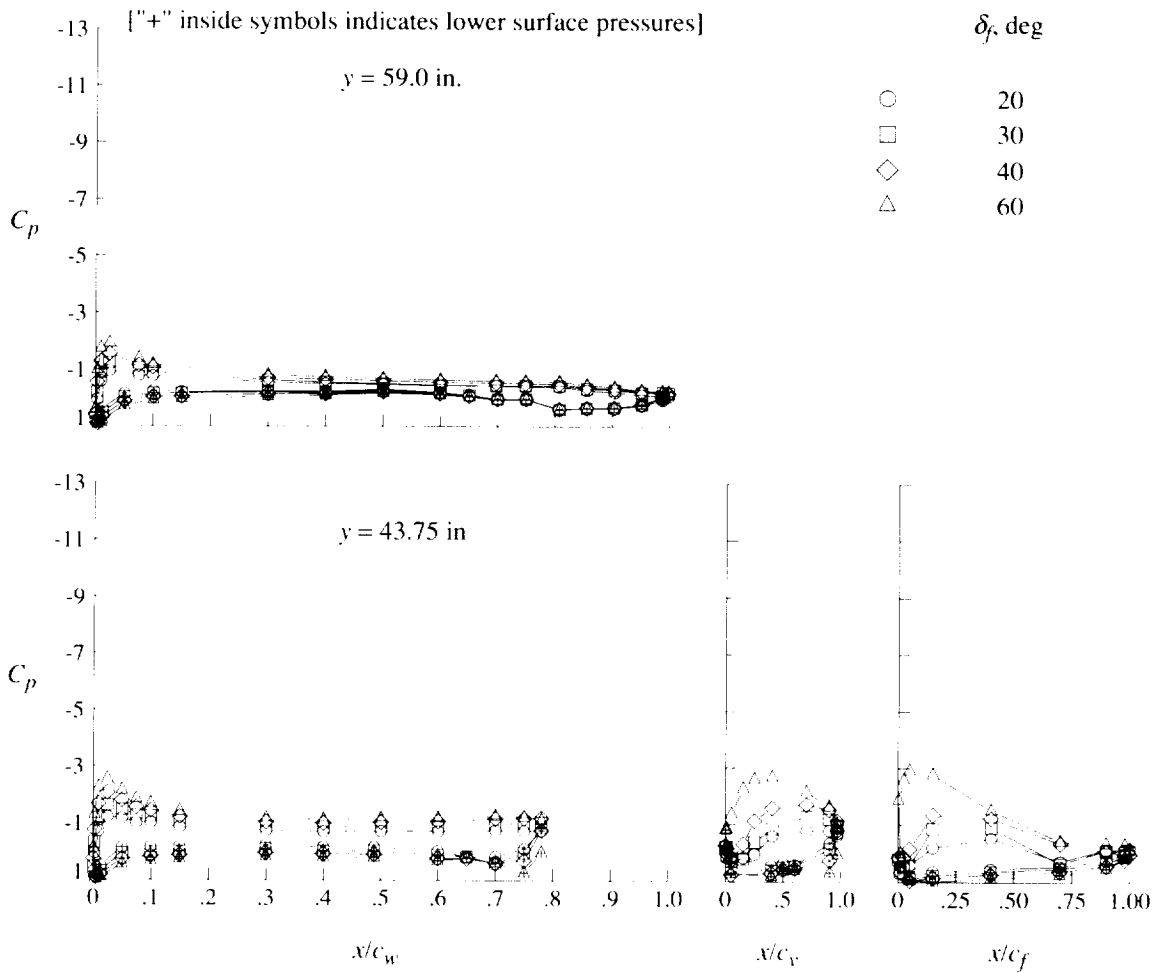 ["+" inside symbols indicates lower surface pressures]
δf, deg
y = 59.0 in.
20
30
40
60
-13
-11
-9
-7
-5
-3
-1
1
Cp
y = 43.75 in
-13
-11
-9
-7
-5
-3
-1
1
Cp
0 .1 .2 .3 .4 .5 .6 .7 .8 .9 1.0
x/cw
0 .5 1.0
x/cv
0 .25 .50 .75 1.00
x/cf